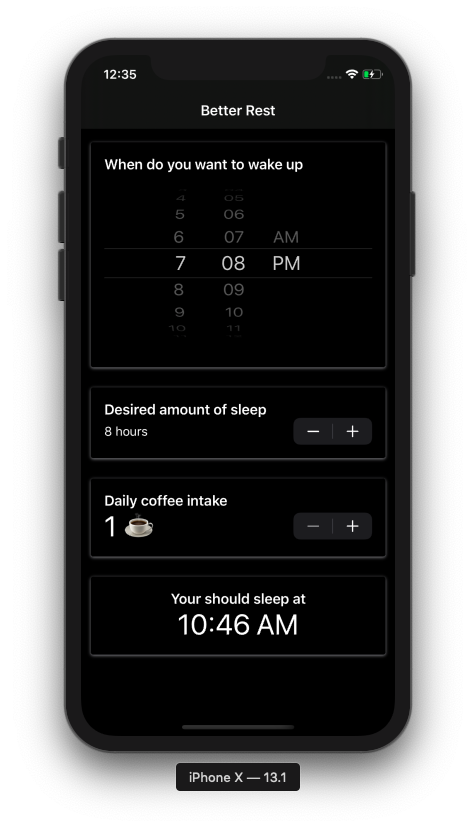 12:35
Better Rest
When do you want to wake up
4 05
5 06
6 07 AM
7 08 PM
8 09
9 10
10 11
Desired amount of sleep
8 hours
− +
Daily coffee intake
1 ☕
− +
Your should sleep at
10:46 AM
iPhone X — 13.1